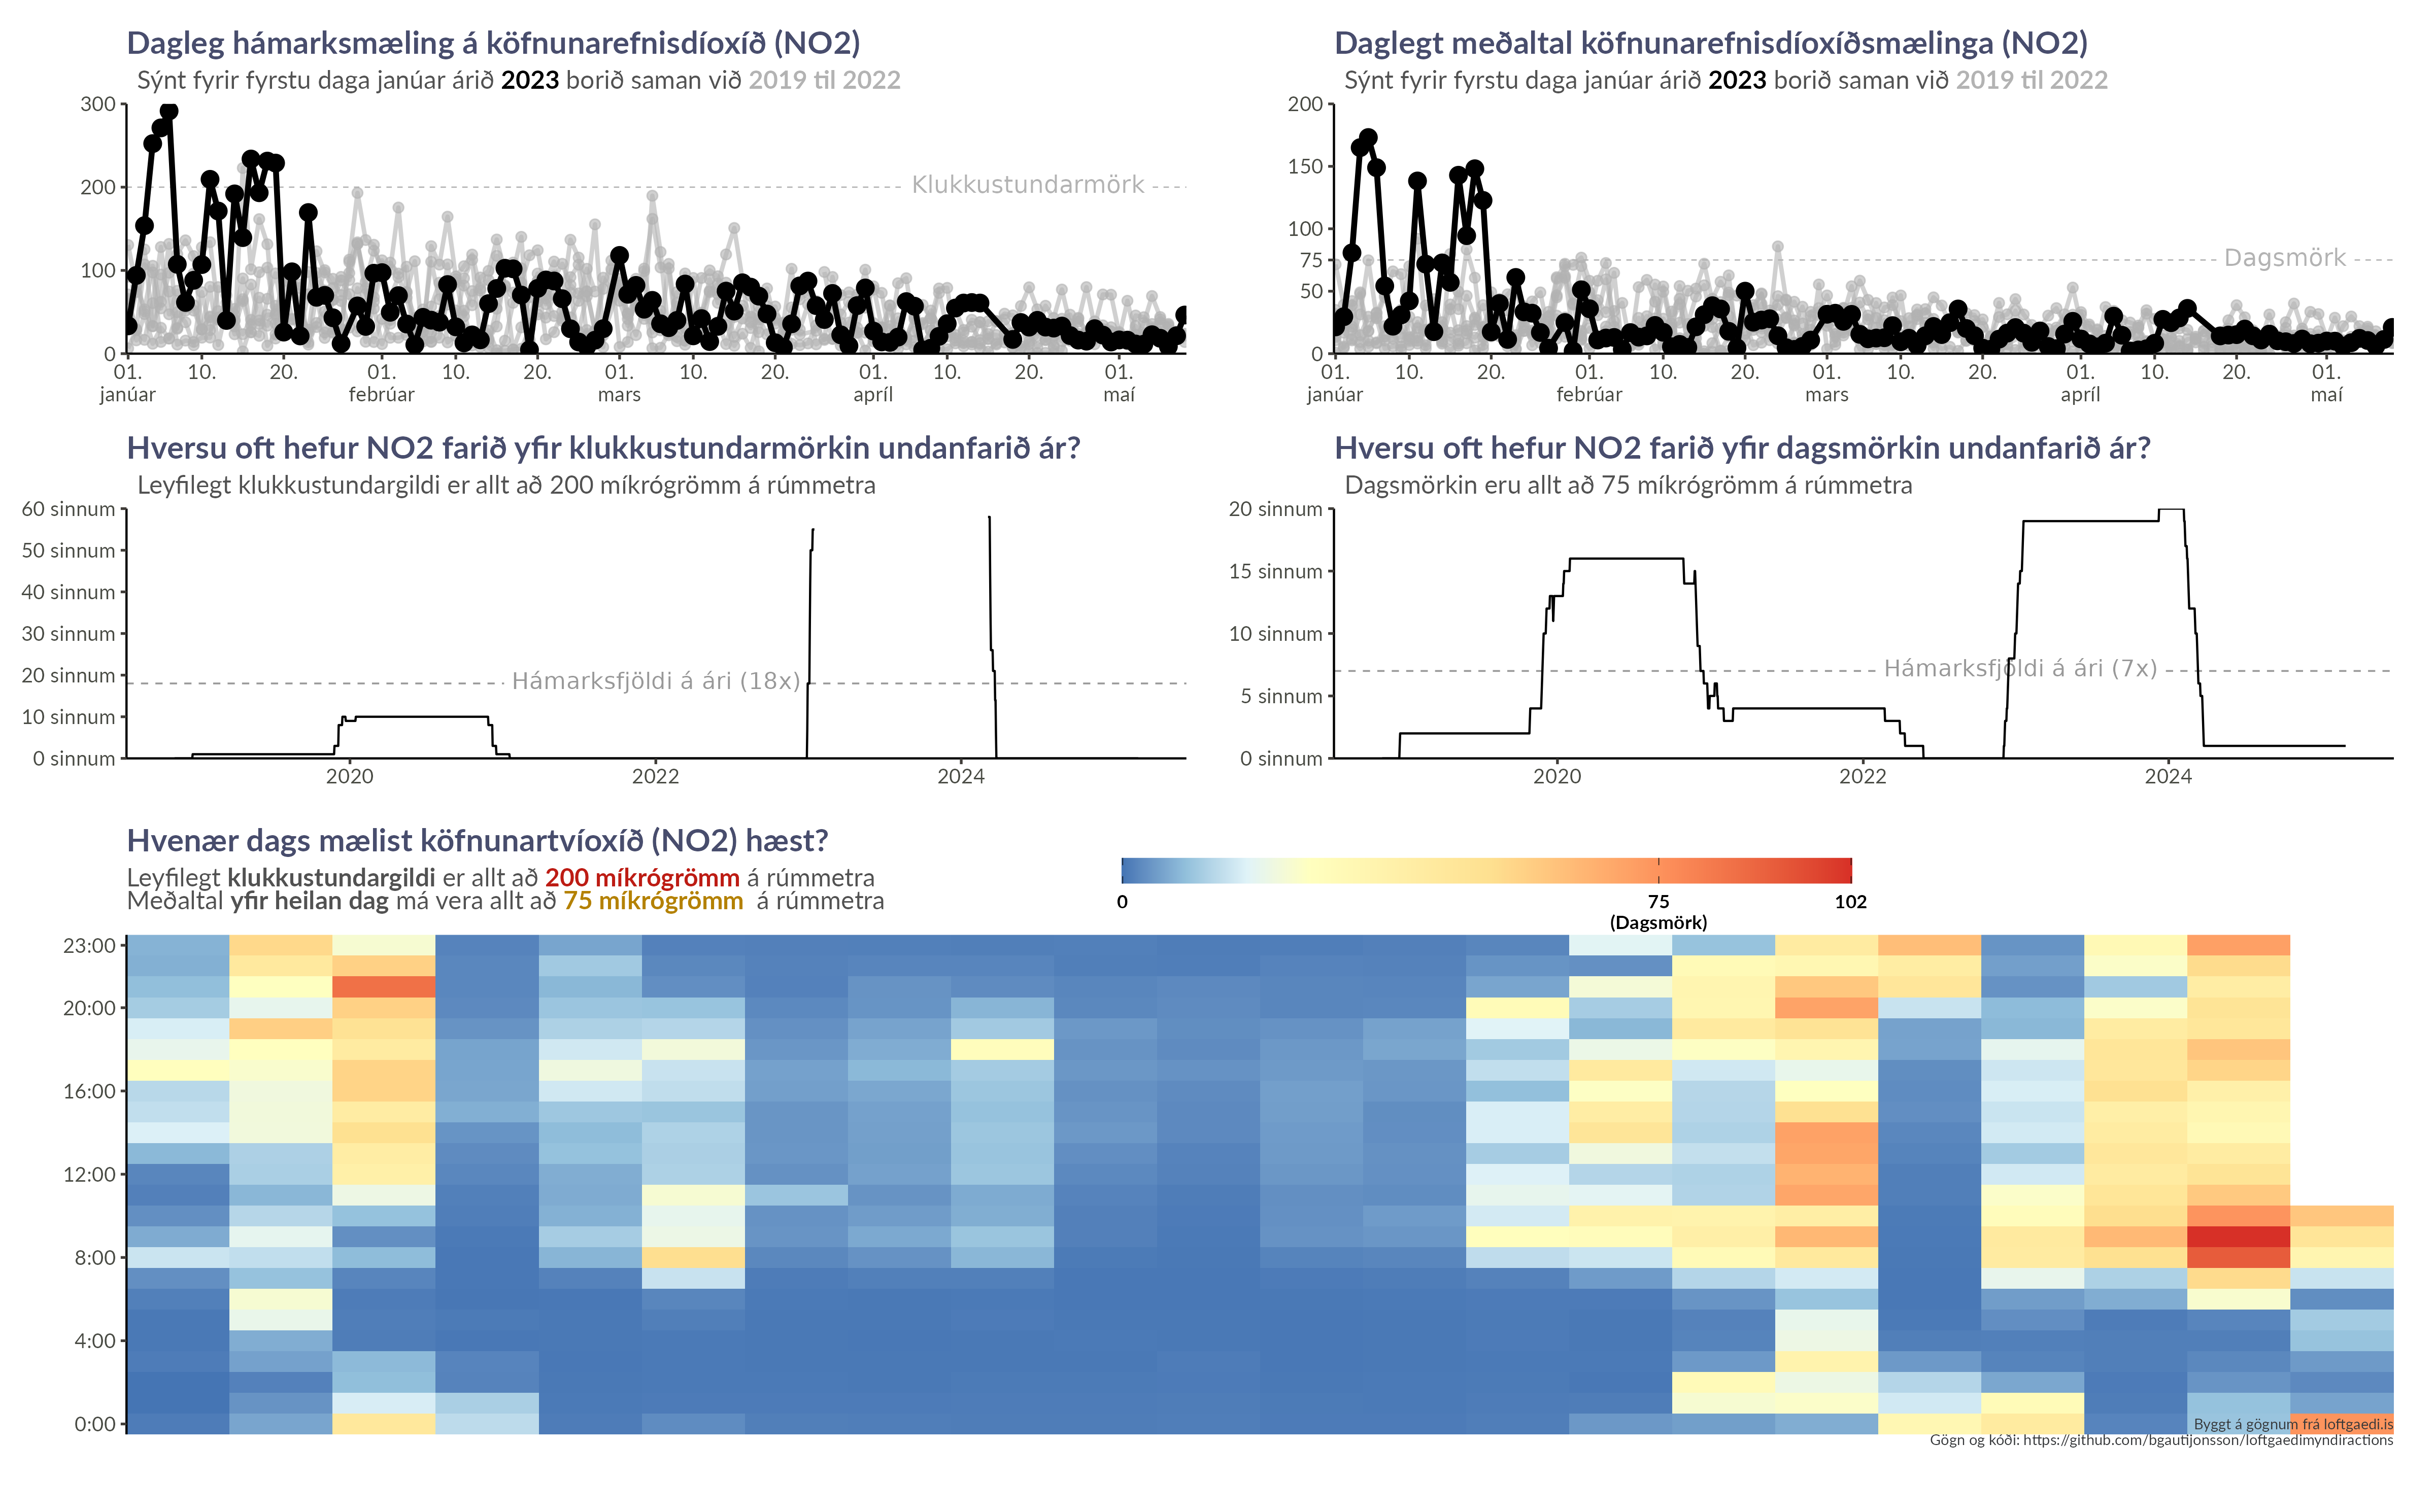 Dagleg hámarksmæling á köfnunarefnisdíoxíð (NO2)
Sýnt fyrir fyrstu daga janúar árið 2023 borið saman við 2019 til 2022
300
200
100
0
Klukkustundarmörk
01. 10. 20. 01. 10. 20. 01. 10. 20. 01. 10. 20. 01.
janúar febrúar mars apríl maí
Daglegt meðaltal köfnunarefnisdíoxíðsmælinga (NO2)
Sýnt fyrir fyrstu daga janúar árið 2023 borið saman við 2019 til 2022
200
150
100
75
50
0
Dagsmörk
01. 10. 20. 01. 10. 20. 01. 10. 20. 01. 10. 20. 01.
janúar febrúar mars apríl maí
Hversu oft hefur NO2 farið yfir klukkustundarmörkin undanfarið ár?
Leyfilegt klukkustundargildi er allt að 200 míkrógrömm á rúmmetra
60 sinnum
50 sinnum
40 sinnum
30 sinnum
20 sinnum
10 sinnum
0 sinnum
Hámarksfjöldi á ári (18x)
2020 2022 2024
Hversu oft hefur NO2 farið yfir dagsmörkin undanfarið ár?
Dagsmörkin eru allt að 75 míkrógrömm á rúmmetra
20 sinnum
15 sinnum
10 sinnum
5 sinnum
0 sinnum
Hámarksfjöldi á ári (7x)
2020 2022 2024
Hvenær dags mælist köfnunartvíoxíð (NO2) hæst?
Leyfilegt klukkustundargildi er allt að 200 míkrógrömm á rúmmetra
Meðaltal yfir heilan dag má vera allt að 75 míkrógrömm á rúmmetra
0 75 102
(Dagsmörk)
23:00
20:00
16:00
12:00
8:00
4:00
0:00
Byggt á gögnum frá loftgaedi.is
Gögn og kóði: https://github.com/bgautijonsson/loftgaedimyndiractions